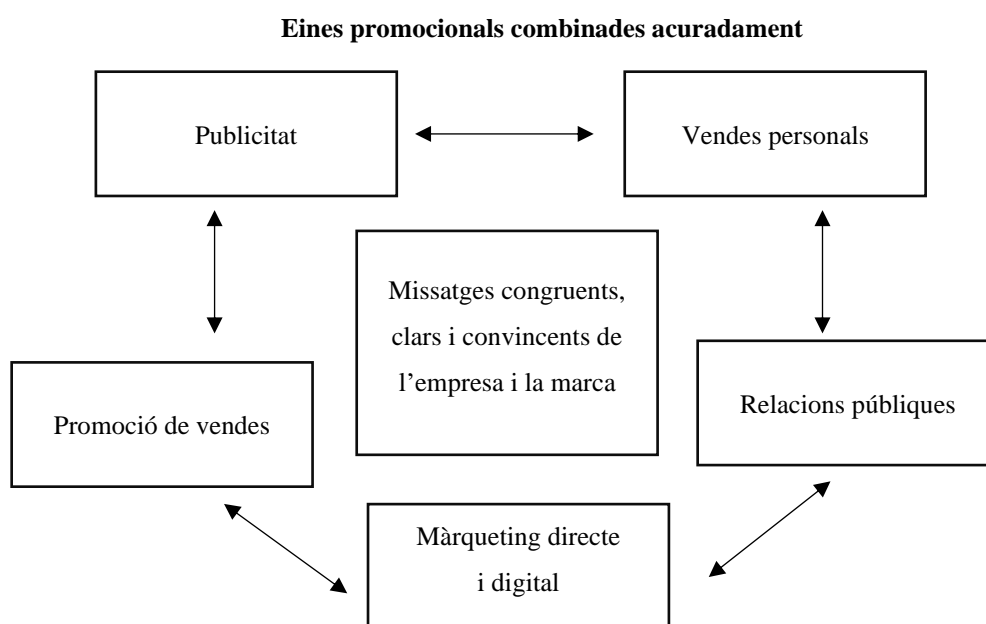 Eines promocionals combinades acuradament
Publicitat
Vendes personals
Missatges congruents,
clars i convincents de
l’empresa i la marca
Promoció de vendes
Relacions públiques
Màrqueting directe
i digital